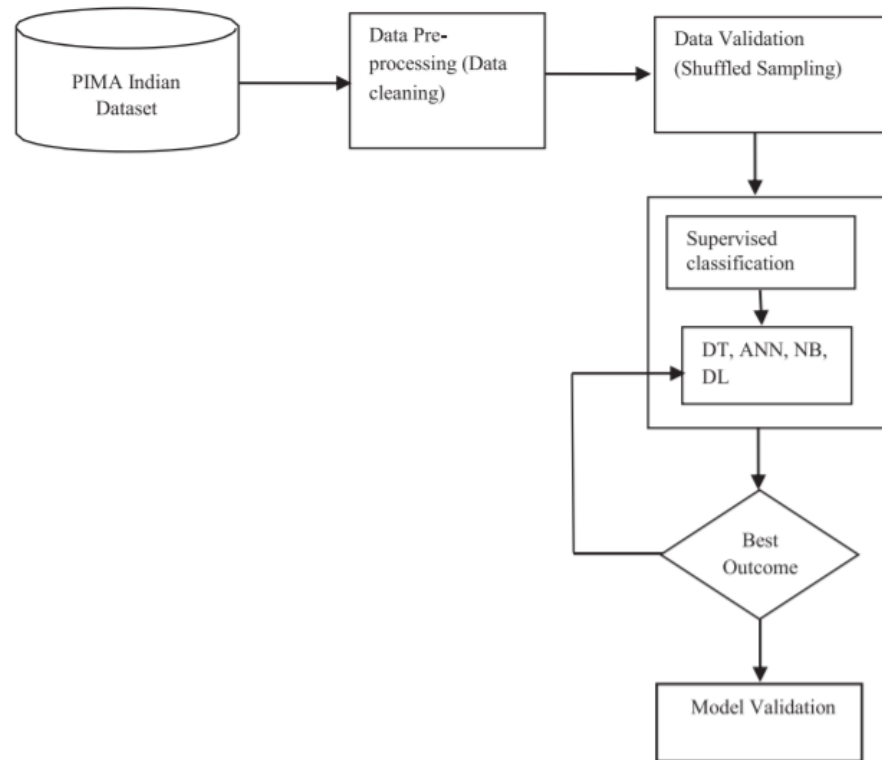 PIMA Indian
Dataset
Data Pre-
processing (Data
cleaning)
Data Validation
(Shuffled Sampling)
Supervised
classification
DT, ANN, NB,
DL
Best
Outcome
Model Validation